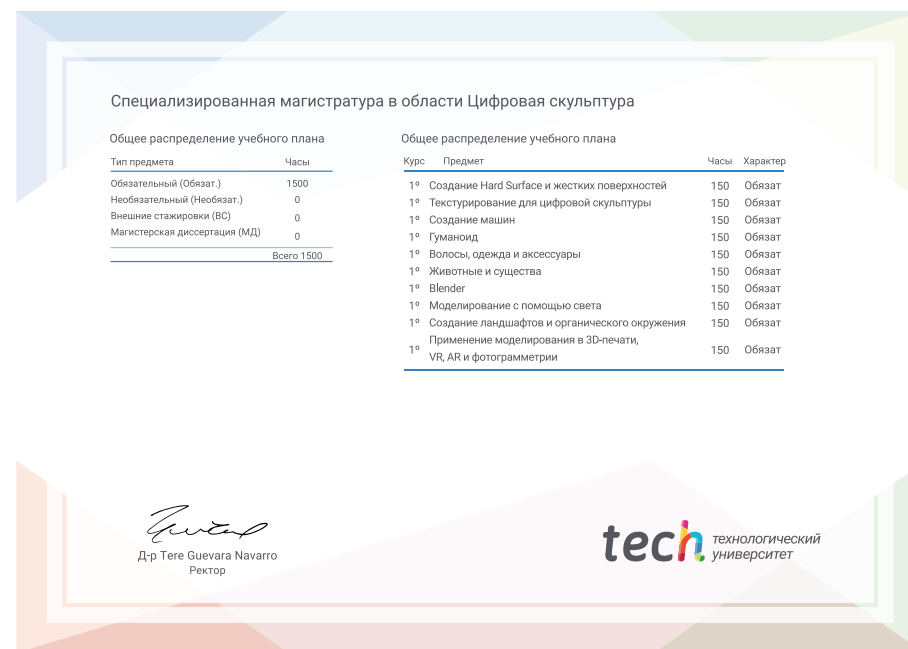 Специализированная магистратура в области Цифровая скульптура
Общее распределение учебного плана
Тип предмета Часы
Обязательный (Обязат.) 1500
Необязательный (Необязат.) 0
Внешние стажировки (ВС) 0
Магистерская диссертация (МД) 0
Всего 1500
Общее распределение учебного плана
Курс Предмет Часы Характер
1º Создание Hard Surface и жестких поверхностей 150 Обязат
1º Текстурирование для цифровой скульптуры 150 Обязат
1º Создание машин 150 Обязат
1º Гуманоид 150 Обязат
1º Волосы, одежда и аксессуары 150 Обязат
1º Животные и существа 150 Обязат
1º Blender 150 Обязат
1º Моделирование с помощью света 150 Обязат
1º Создание ландшафтов и органического окружения 150 Обязат
1º Применение моделирования в 3D-печати,
VR, AR и фотограмметрии 150 Обязат
Д-р Tere Guevara Navarro
Ректор
tech технологический
университет